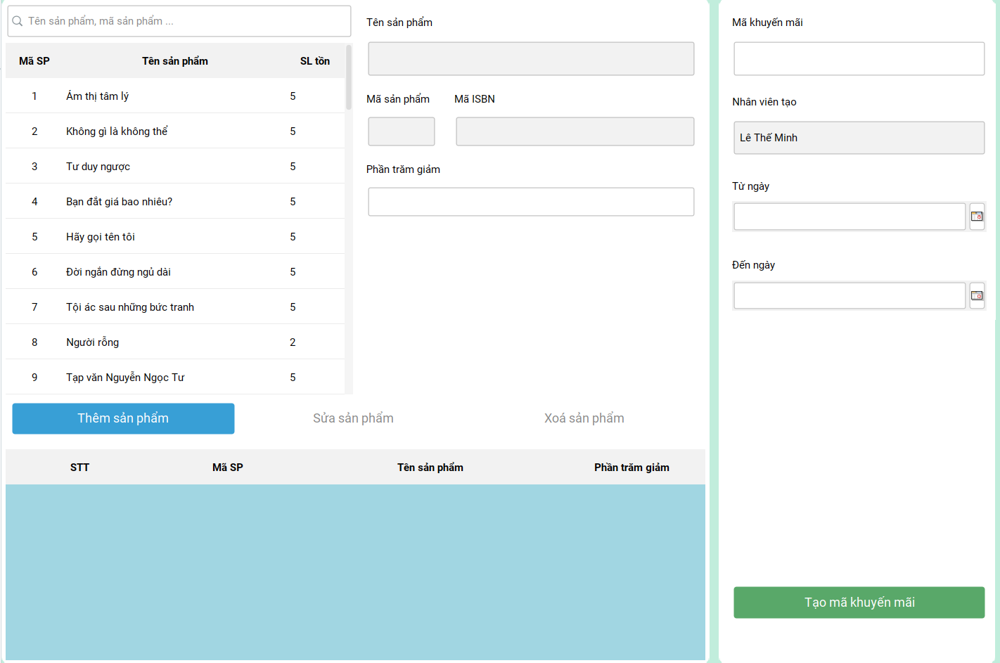 Tên sản phẩm, mã sản phẩm ...
Mã SP Tên sản phẩm SL tồn
1 Ám thị tâm lý 5
2 Không gì là không thể 5
3 Tư duy ngược 5
4 Bạn đắt giá bao nhiêu? 5
5 Hãy gọi tên tôi 5
6 Đời ngắn đừng ngủ dài 5
7 Tội ác sau những bức tranh 5
8 Người rỗng 2
9 Tạp văn Nguyễn Ngọc Tư 5
Tên sản phẩm
Mã sản phẩm Mã ISBN
Phần trăm giảm
Thêm sản phẩm Sửa sản phẩm Xoá sản phẩm
STT Mã SP Tên sản phẩm Phần trăm giảm
Mã khuyến mãi
Nhân viên tạo
Lê Thế Minh
Từ ngày
Đến ngày
Tạo mã khuyến mãi